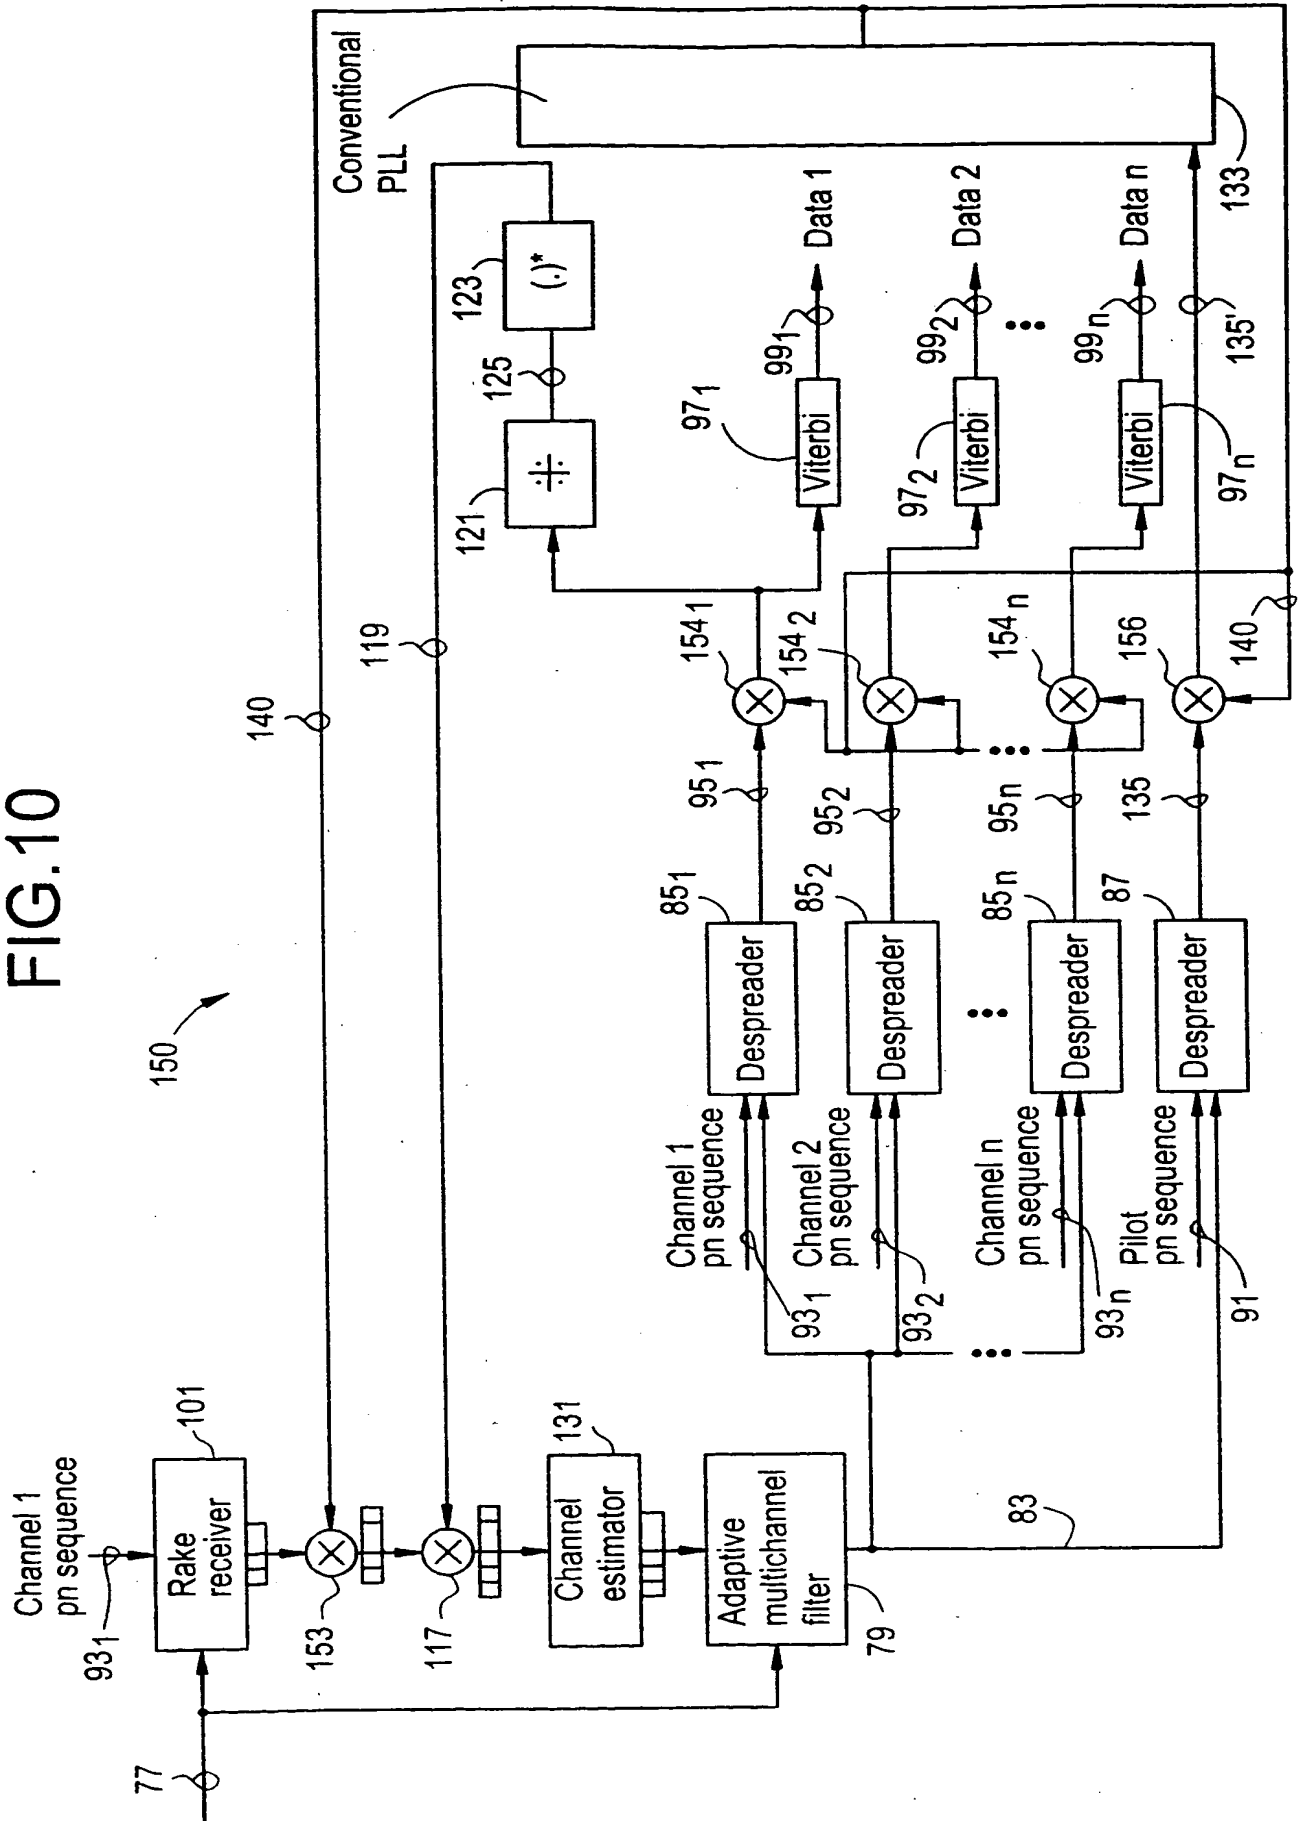 FIG.10
150
Channel 1
pn sequence
93₁
77
Rake
receiver
101
153
117
140
119
Channel
estimator
131
Adaptive
multichannel
filter
79
83
Conventional
PLL
121
÷
125
123
(.)*
Channel 1
pn sequence
93₁
Despreader
85₁
95₁
154₁
97₁
Viterbi
99₁
Data 1
Channel 2
pn sequence
93₂
Despreader
85₂
95₂
154₂
97₂
Viterbi
99₂
Data 2
Channel n
pn sequence
93ₙ
Despreader
85ₙ
95ₙ
154ₙ
97ₙ
Viterbi
99ₙ
Data n
Pilot
pn sequence
91
Despreader
87
135
156
140
135'
133